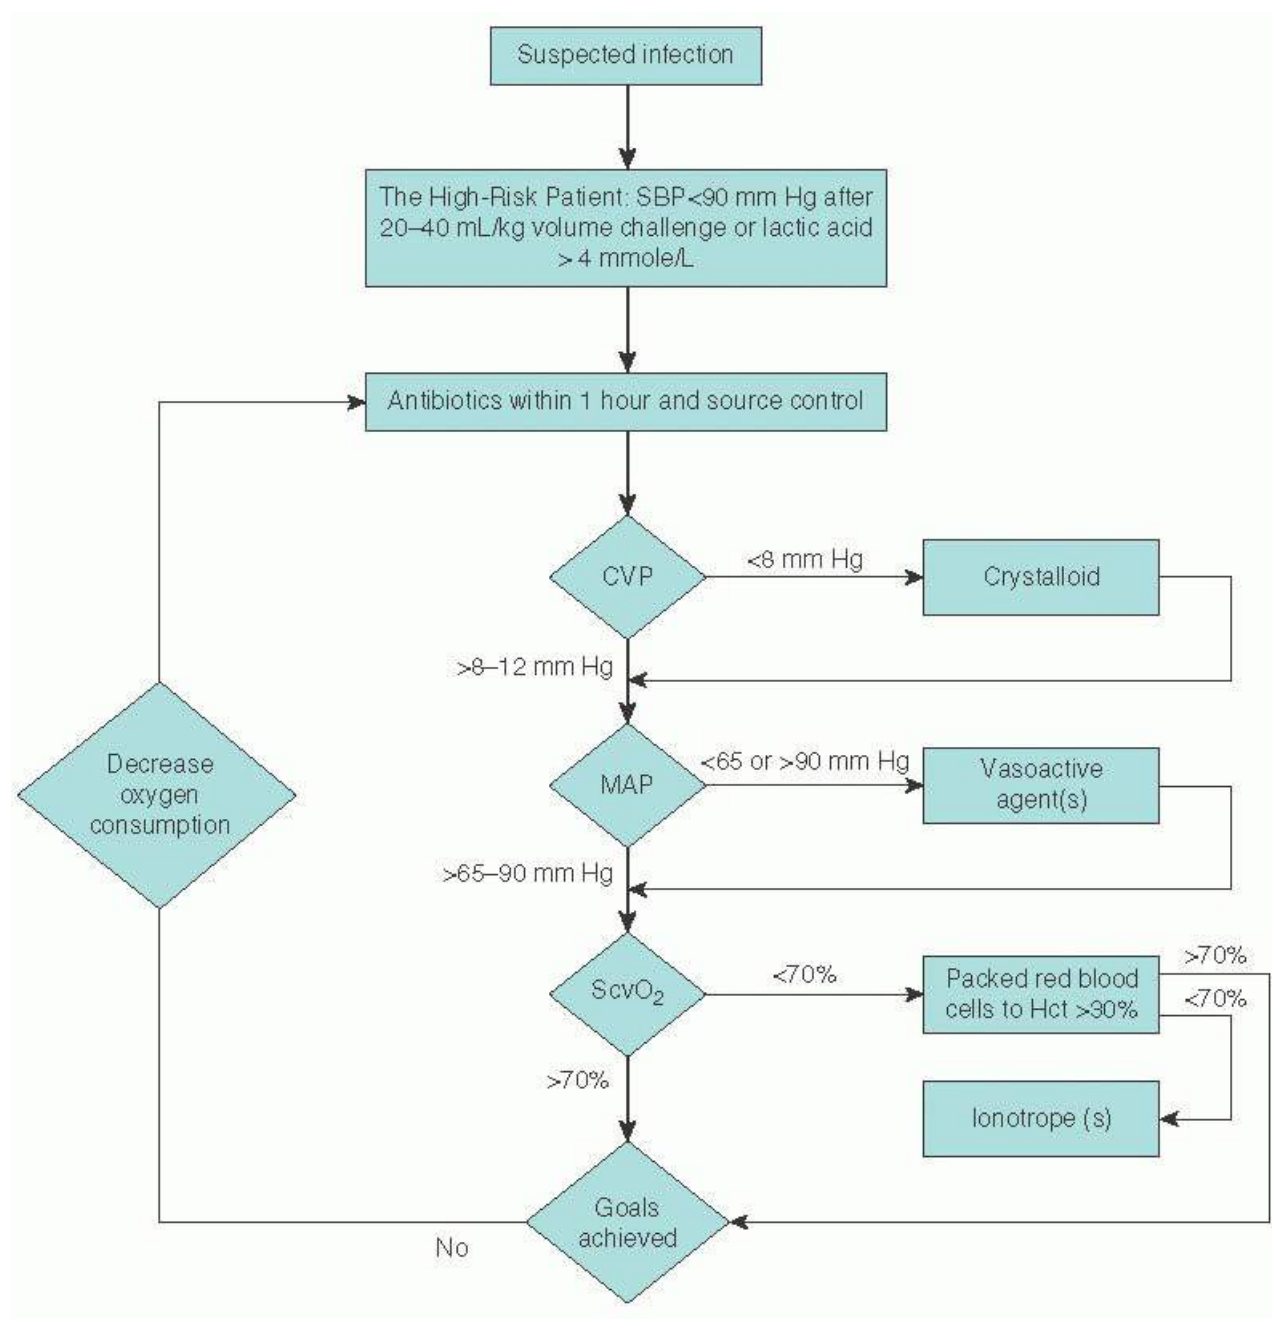 Suspected infection
The High-Risk Patient: SBP<90 mm Hg after
20–40 mL/kg volume challenge or lactic acid
> 4 mmole/L
Antibiotics within 1 hour and source control
CVP
<8 mm Hg
Crystalloid
>8–12 mm Hg
MAP
<65 or >90 mm Hg
Vasoactive
agent(s)
>65–90 mm Hg
Decrease
oxygen
consumption
ScvO₂
<70%
Packed red blood
cells to Hct >30%
>70%
<70%
>70%
Ionotrope (s)
Goals
achieved
No